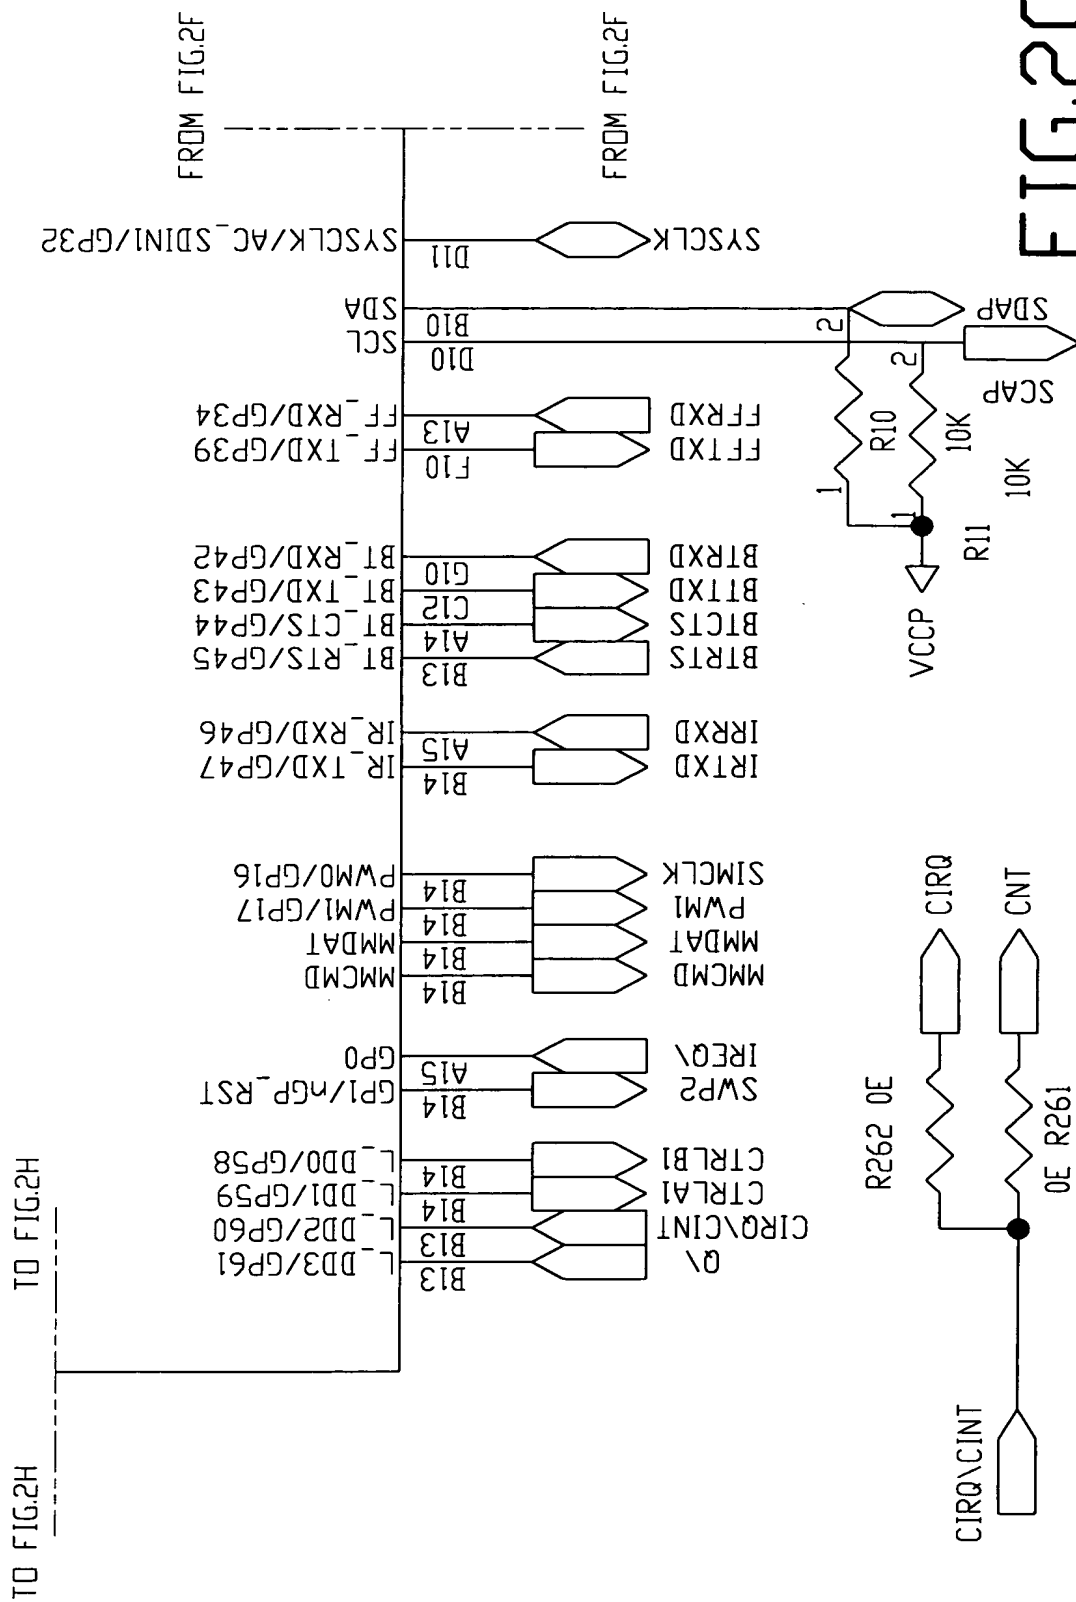 FROM FIG.2F
FROM FIG.2F
SYSCLK/AC_SDIN1/GP32
D11
SYSCLK
SDA
B10
SDAP
SCL
D10
SCAP
FF_RXD/GP34
A13
FFRXD
FF_TXD/GP39
F10
FFTXD
BT_RXD/GP42
G10
BTRXD
BT_TXD/GP43
C12
BTTXD
BT_CTS/GP44
A14
BTCTS
BT_RTS/GP45
B13
BTRTS
IR_RXD/GP46
A15
IRRXD
IR_TXD/GP47
B14
IRTXD
PWM0/GP16
B14
SIMCLK
PWM1/GP17
B14
PWM1
MMDAT
B14
MMDAT
MMCMD
B14
MMCMD
GP0
A15
IREQ/
GP1/nGP_RST
B14
SWP2
L_DD0/GP58
B14
CTRLB1
L_DD1/GP59
B14
CTRLA1
L_DD2/GP60
B13
CIRQ/CINT
L_DD3/GP61
B13
Q/
TO FIG.2H
TO FIG.2H
2
1
R10
10K
2
1
R11
10K
VCCP
CIRQ
CNT
R262 0E
0E R261
CIRQ\CINT